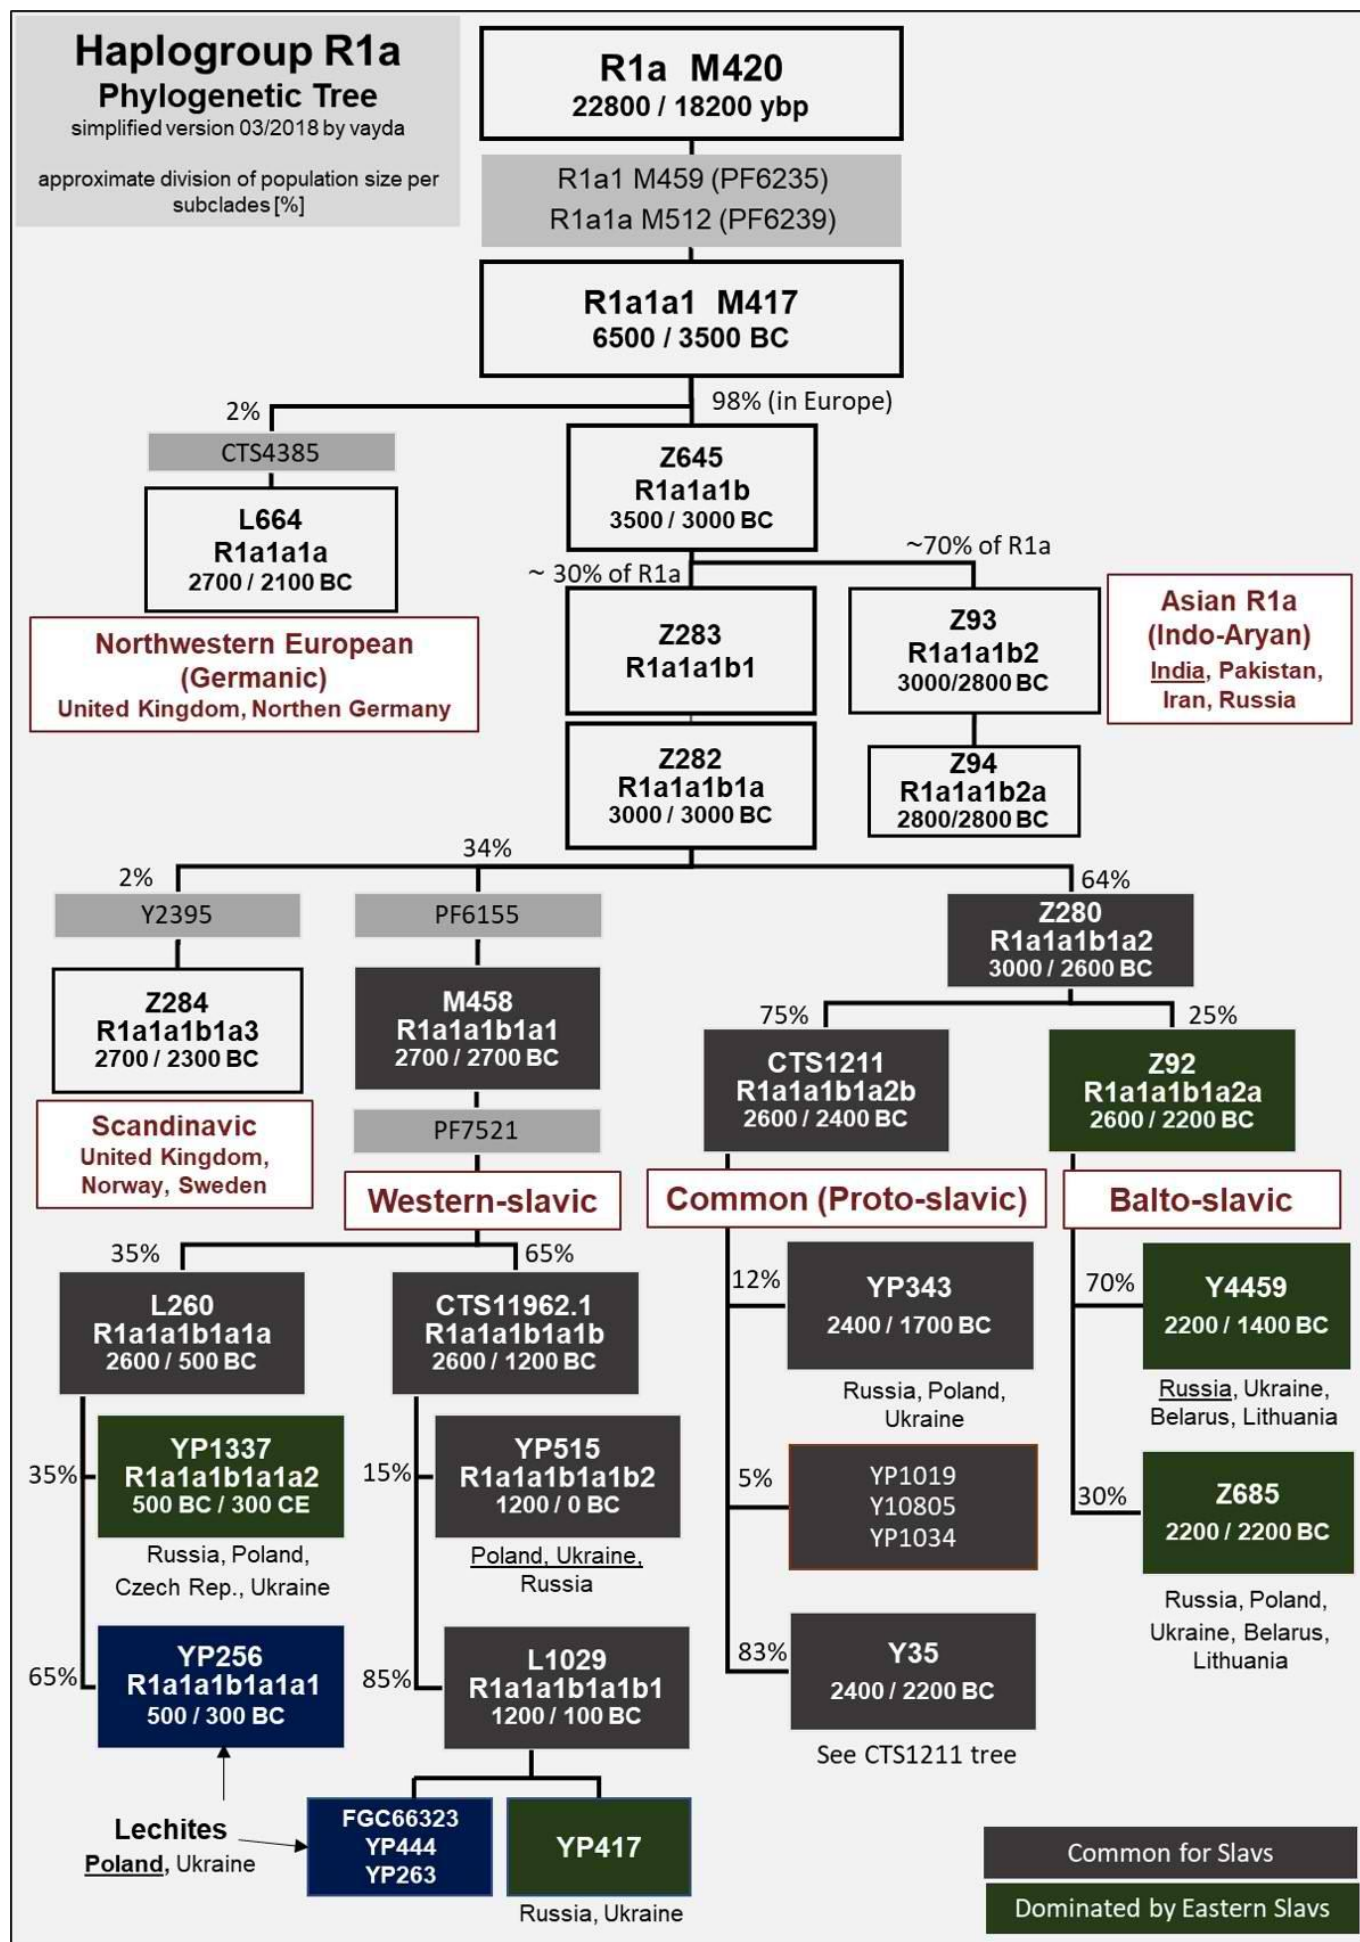 Haplogroup R1a
Phylogenetic Tree
simplified version 03/2018 by vayda
approximate division of population size per
subclades [%]
R1a M420
22800 / 18200 ybp
R1a1 M459 (PF6235)
R1a1a M512 (PF6239)
R1a1a1 M417
6500 / 3500 BC
2%
98% (in Europe)
CTS4385
L664
R1a1a1a
2700 / 2100 BC
Northwestern European
(Germanic)
United Kingdom, Northen Germany
Z645
R1a1a1b
3500 / 3000 BC
~ 30% of R1a
~70% of R1a
Z283
R1a1a1b1
Z93
R1a1a1b2
3000/2800 BC
Asian R1a
(Indo-Aryan)
India, Pakistan,
Iran, Russia
Z282
R1a1a1b1a
3000 / 3000 BC
Z94
R1a1a1b2a
2800/2800 BC
2%
34%
64%
Y2395
PF6155
Z280
R1a1a1b1a2
3000 / 2600 BC
Z284
R1a1a1b1a3
2700 / 2300 BC
Scandinavic
United Kingdom,
Norway, Sweden
M458
R1a1a1b1a1
2700 / 2700 BC
PF7521
Western-slavic
75%
25%
CTS1211
R1a1a1b1a2b
2600 / 2400 BC
Z92
R1a1a1b1a2a
2600 / 2200 BC
Common (Proto-slavic)
Balto-slavic
35%
65%
L260
R1a1a1b1a1a
2600 / 500 BC
CTS11962.1
R1a1a1b1a1b
2600 / 1200 BC
12%
YP343
2400 / 1700 BC
Russia, Poland,
Ukraine
70%
Y4459
2200 / 1400 BC
Russia, Ukraine,
Belarus, Lithuania
35%
YP1337
R1a1a1b1a1a2
500 BC / 300 CE
Russia, Poland,
Czech Rep., Ukraine
15%
YP515
R1a1a1b1a1b2
1200 / 0 BC
Poland, Ukraine,
Russia
5%
YP1019
Y10805
YP1034
30%
Z685
2200 / 2200 BC
Russia, Poland,
Ukraine, Belarus,
Lithuania
65%
YP256
R1a1a1b1a1a1
500 / 300 BC
85%
L1029
R1a1a1b1a1b1
1200 / 100 BC
83%
Y35
2400 / 2200 BC
See CTS1211 tree
Lechites
Poland, Ukraine
FGC66323
YP444
YP263
YP417
Russia, Ukraine
Common for Slavs
Dominated by Eastern Slavs